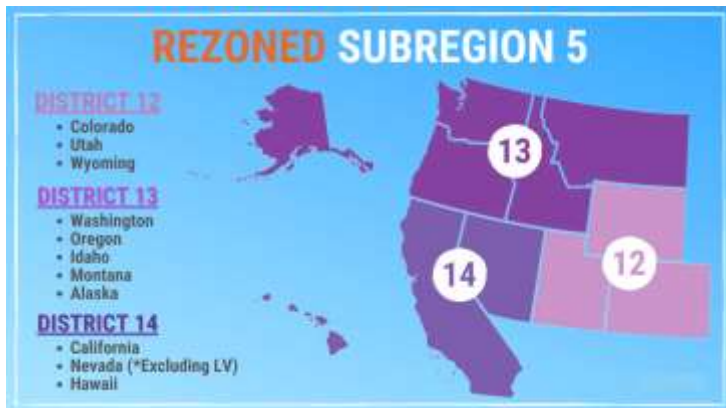 REZONED SUBREGION 5
DISTRICT 12
• Colorado
• Utah
• Wyoming
DISTRICT 13
• Washington
• Oregon
• Idaho
• Montana
• Alaska
DISTRICT 14
• California
• Nevada (*Excluding LV)
• Hawaii
13
14
12